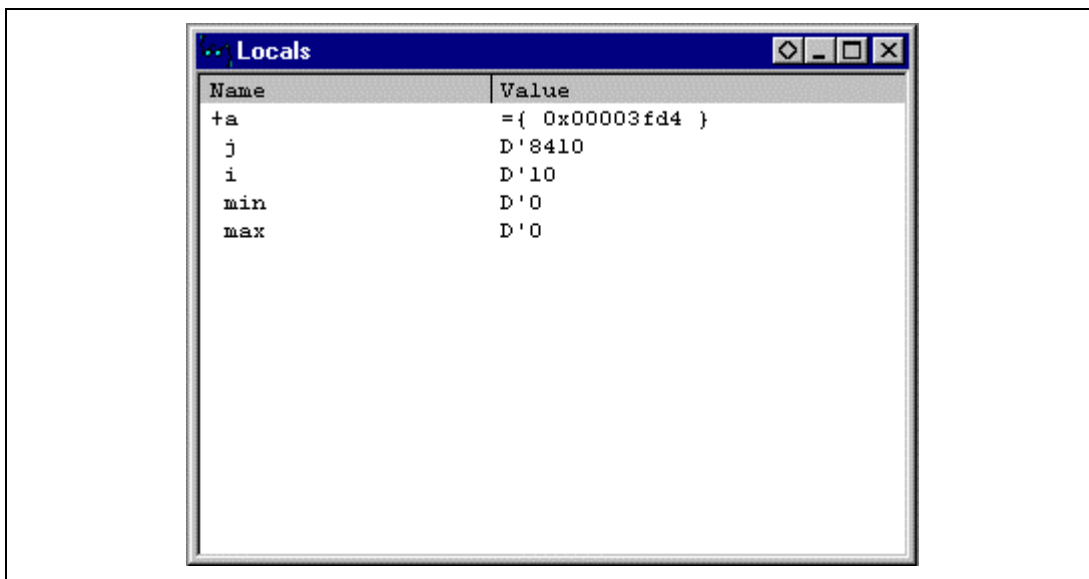 Locals
Name Value
+a ={ 0x00003fd4 }
j D'8410
i D'10
min D'0
max D'0